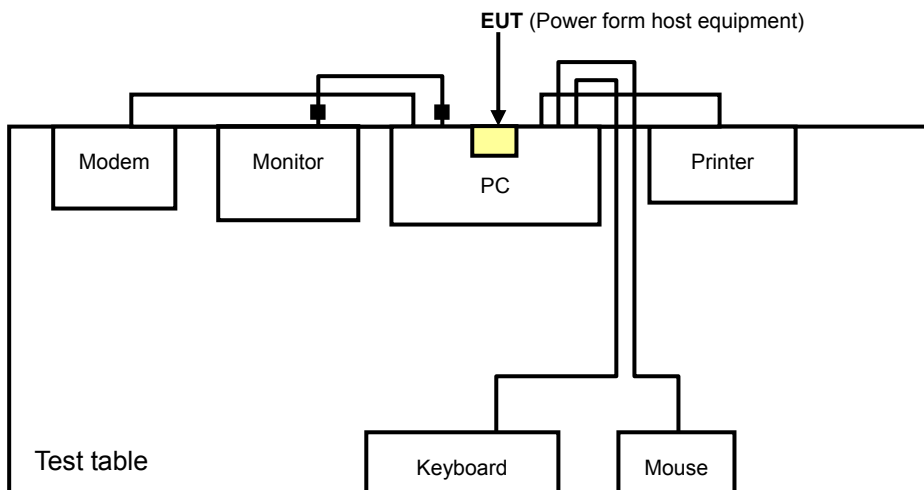 EUT (Power form host equipment)
Modem
Monitor
PC
Printer
Test table
Keyboard
Mouse